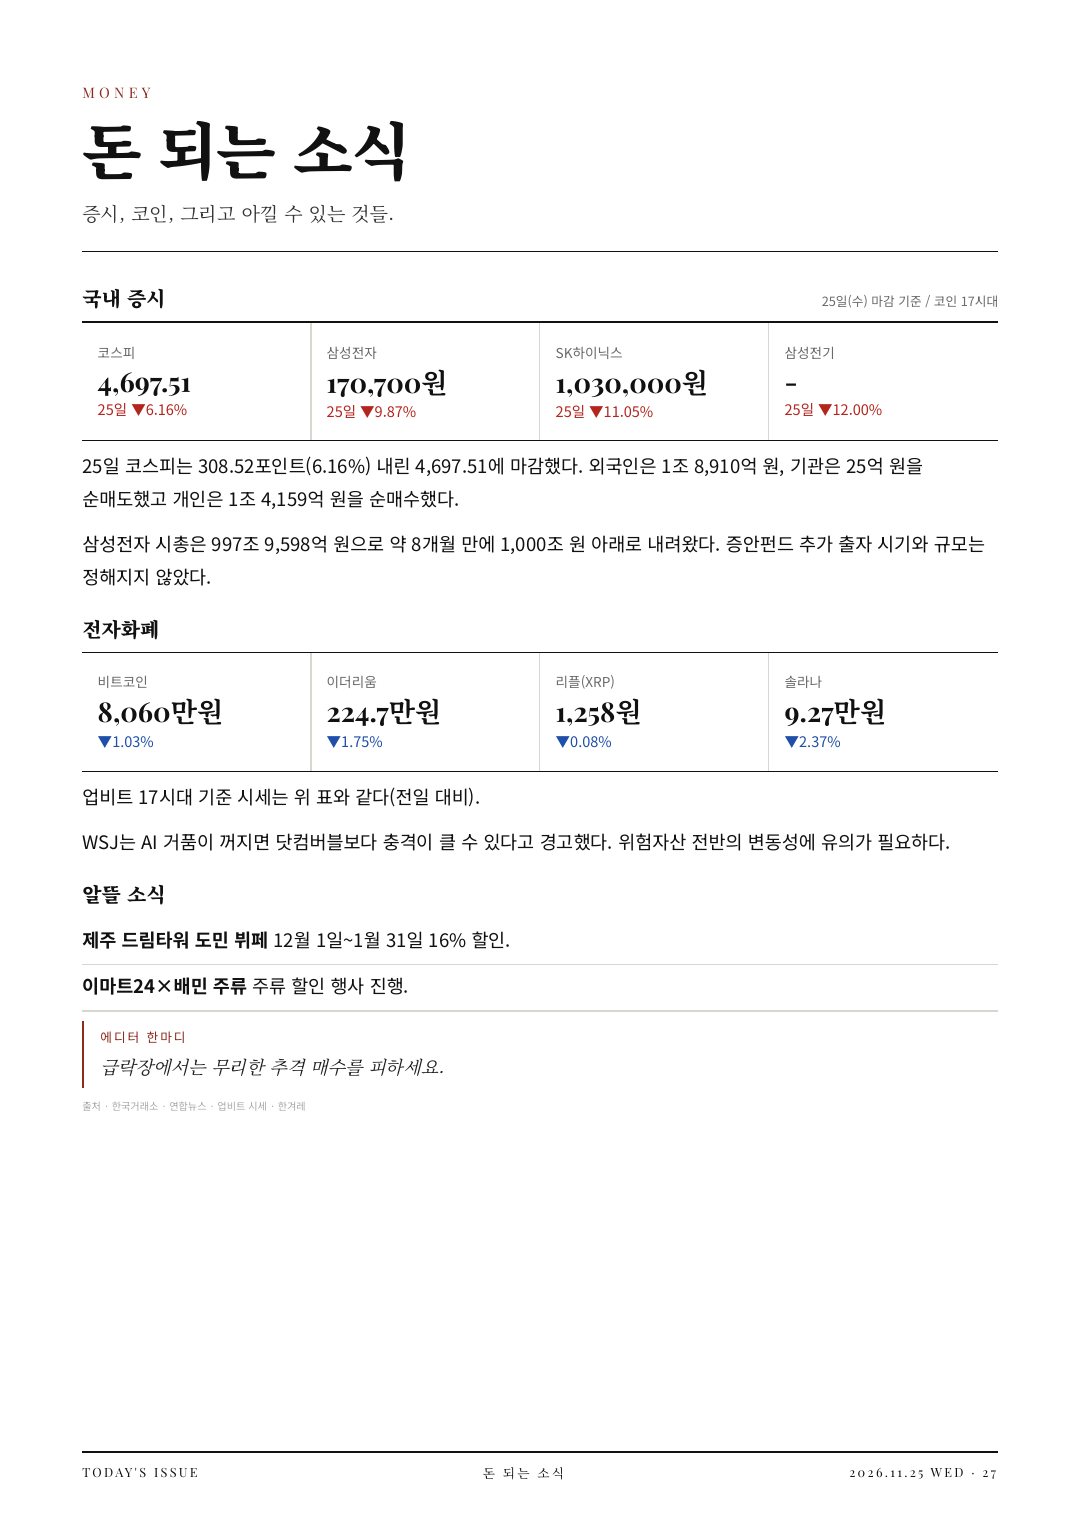 MONEY
돈 되는 소식
증시, 코인, 그리고 아낄 수 있는 것들.
국내 증시
25일(수) 마감 기준 / 코인 17시대
코스피
4,697.51
25일 ▼6.16%
삼성전자
170,700원
25일 ▼9.87%
SK하이닉스
1,030,000원
25일 ▼11.05%
삼성전기
–
25일 ▼12.00%
25일 코스피는 308.52포인트(6.16%) 내린 4,697.51에 마감했다. 외국인은 1조 8,910억 원, 기관은 25억 원을
순매도했고 개인은 1조 4,159억 원을 순매수했다.
삼성전자 시총은 997조 9,598억 원으로 약 8개월 만에 1,000조 원 아래로 내려왔다. 증안펀드 추가 출자 시기와 규모는
정해지지 않았다.
전자화폐
비트코인
8,060만원
▼1.03%
이더리움
224.7만원
▼1.75%
리플(XRP)
1,258원
▼0.08%
솔라나
9.27만원
▼2.37%
업비트 17시대 기준 시세는 위 표와 같다(전일 대비).
WSJ는 AI 거품이 꺼지면 닷컴버블보다 충격이 클 수 있다고 경고했다. 위험자산 전반의 변동성에 유의가 필요하다.
알뜰 소식
제주 드림타워 도민 뷔페 12월 1일~1월 31일 16% 할인.
이마트24×배민 주류 주류 할인 행사 진행.
에디터 한마디
급락장에서는 무리한 추격 매수를 피하세요.
출처 · 한국거래소 · 연합뉴스 · 업비트 시세 · 한겨레
TODAY'S ISSUE
돈 되는 소식
2026.11.25 WED · 27